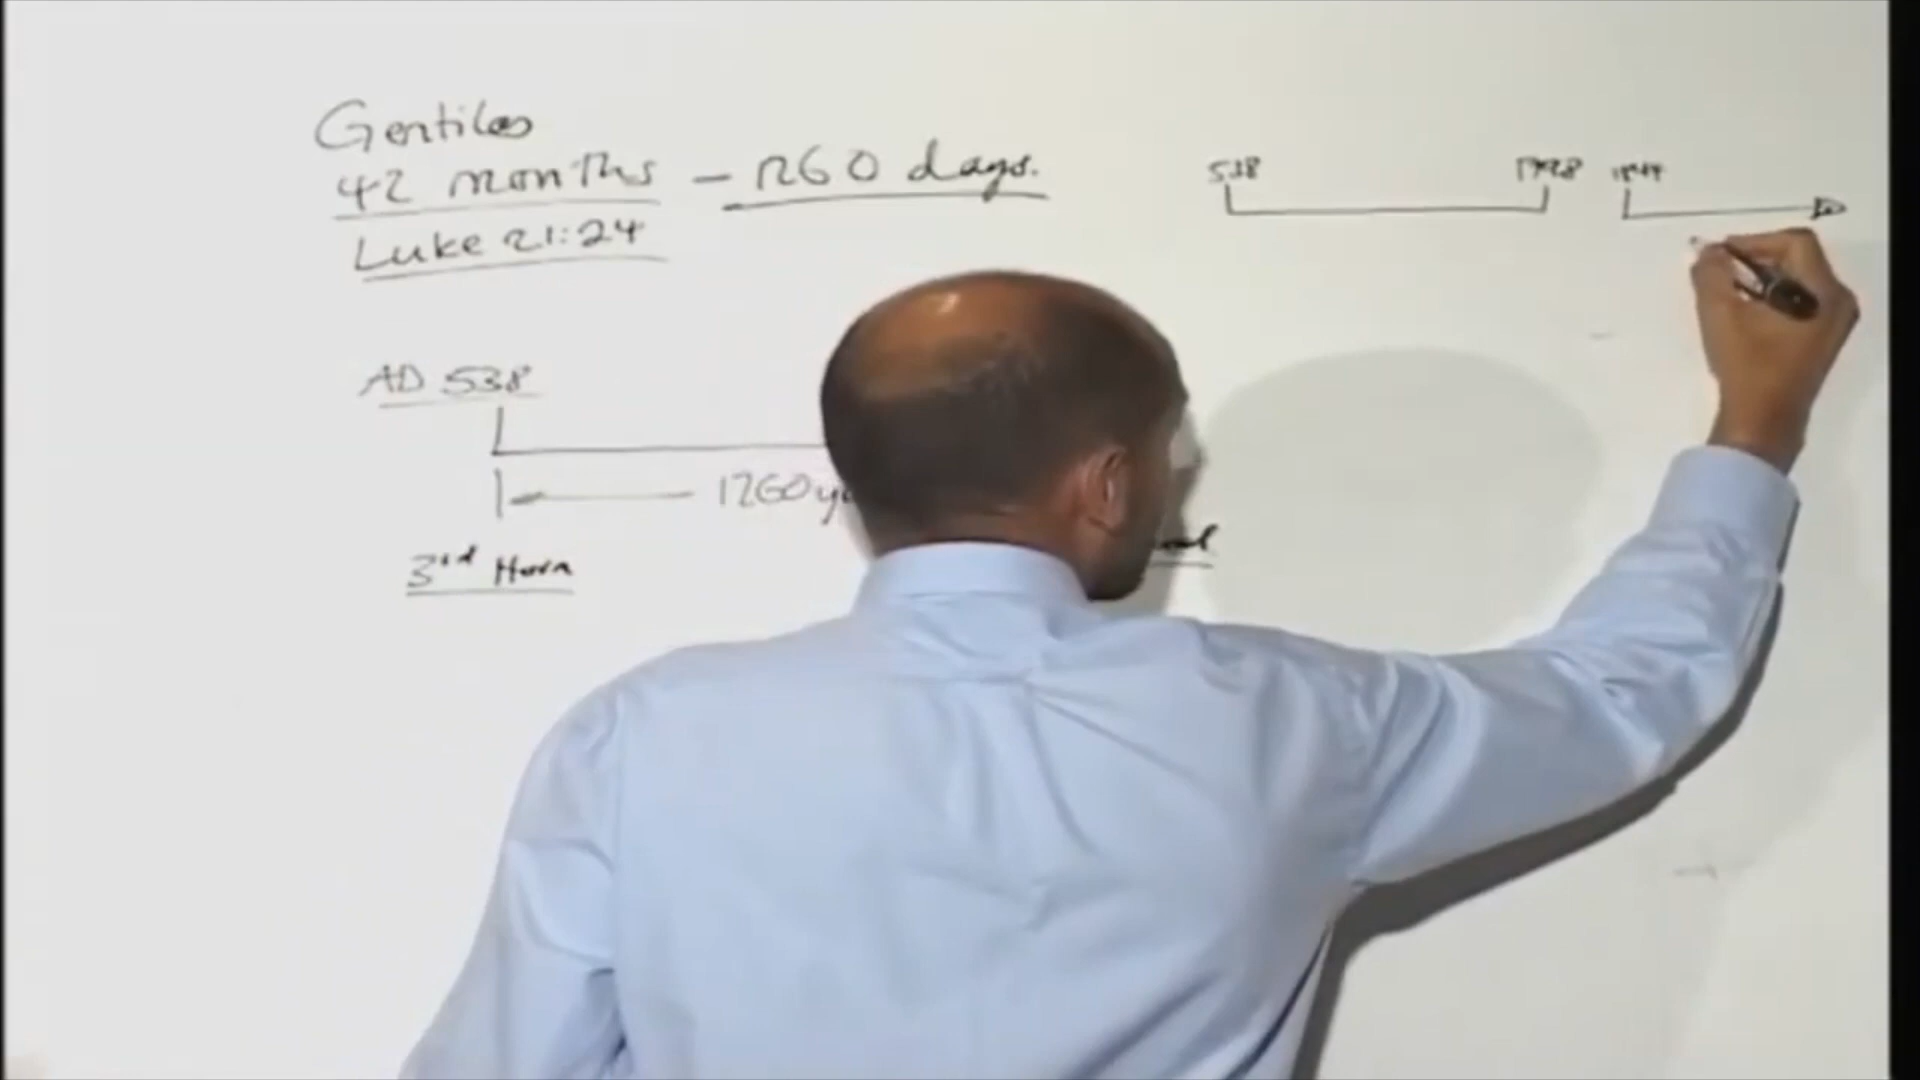 Gentiles
42 months - 1260 days.
Luke 21:24
538 1798 1844
AD 538
1260
3rd Horn